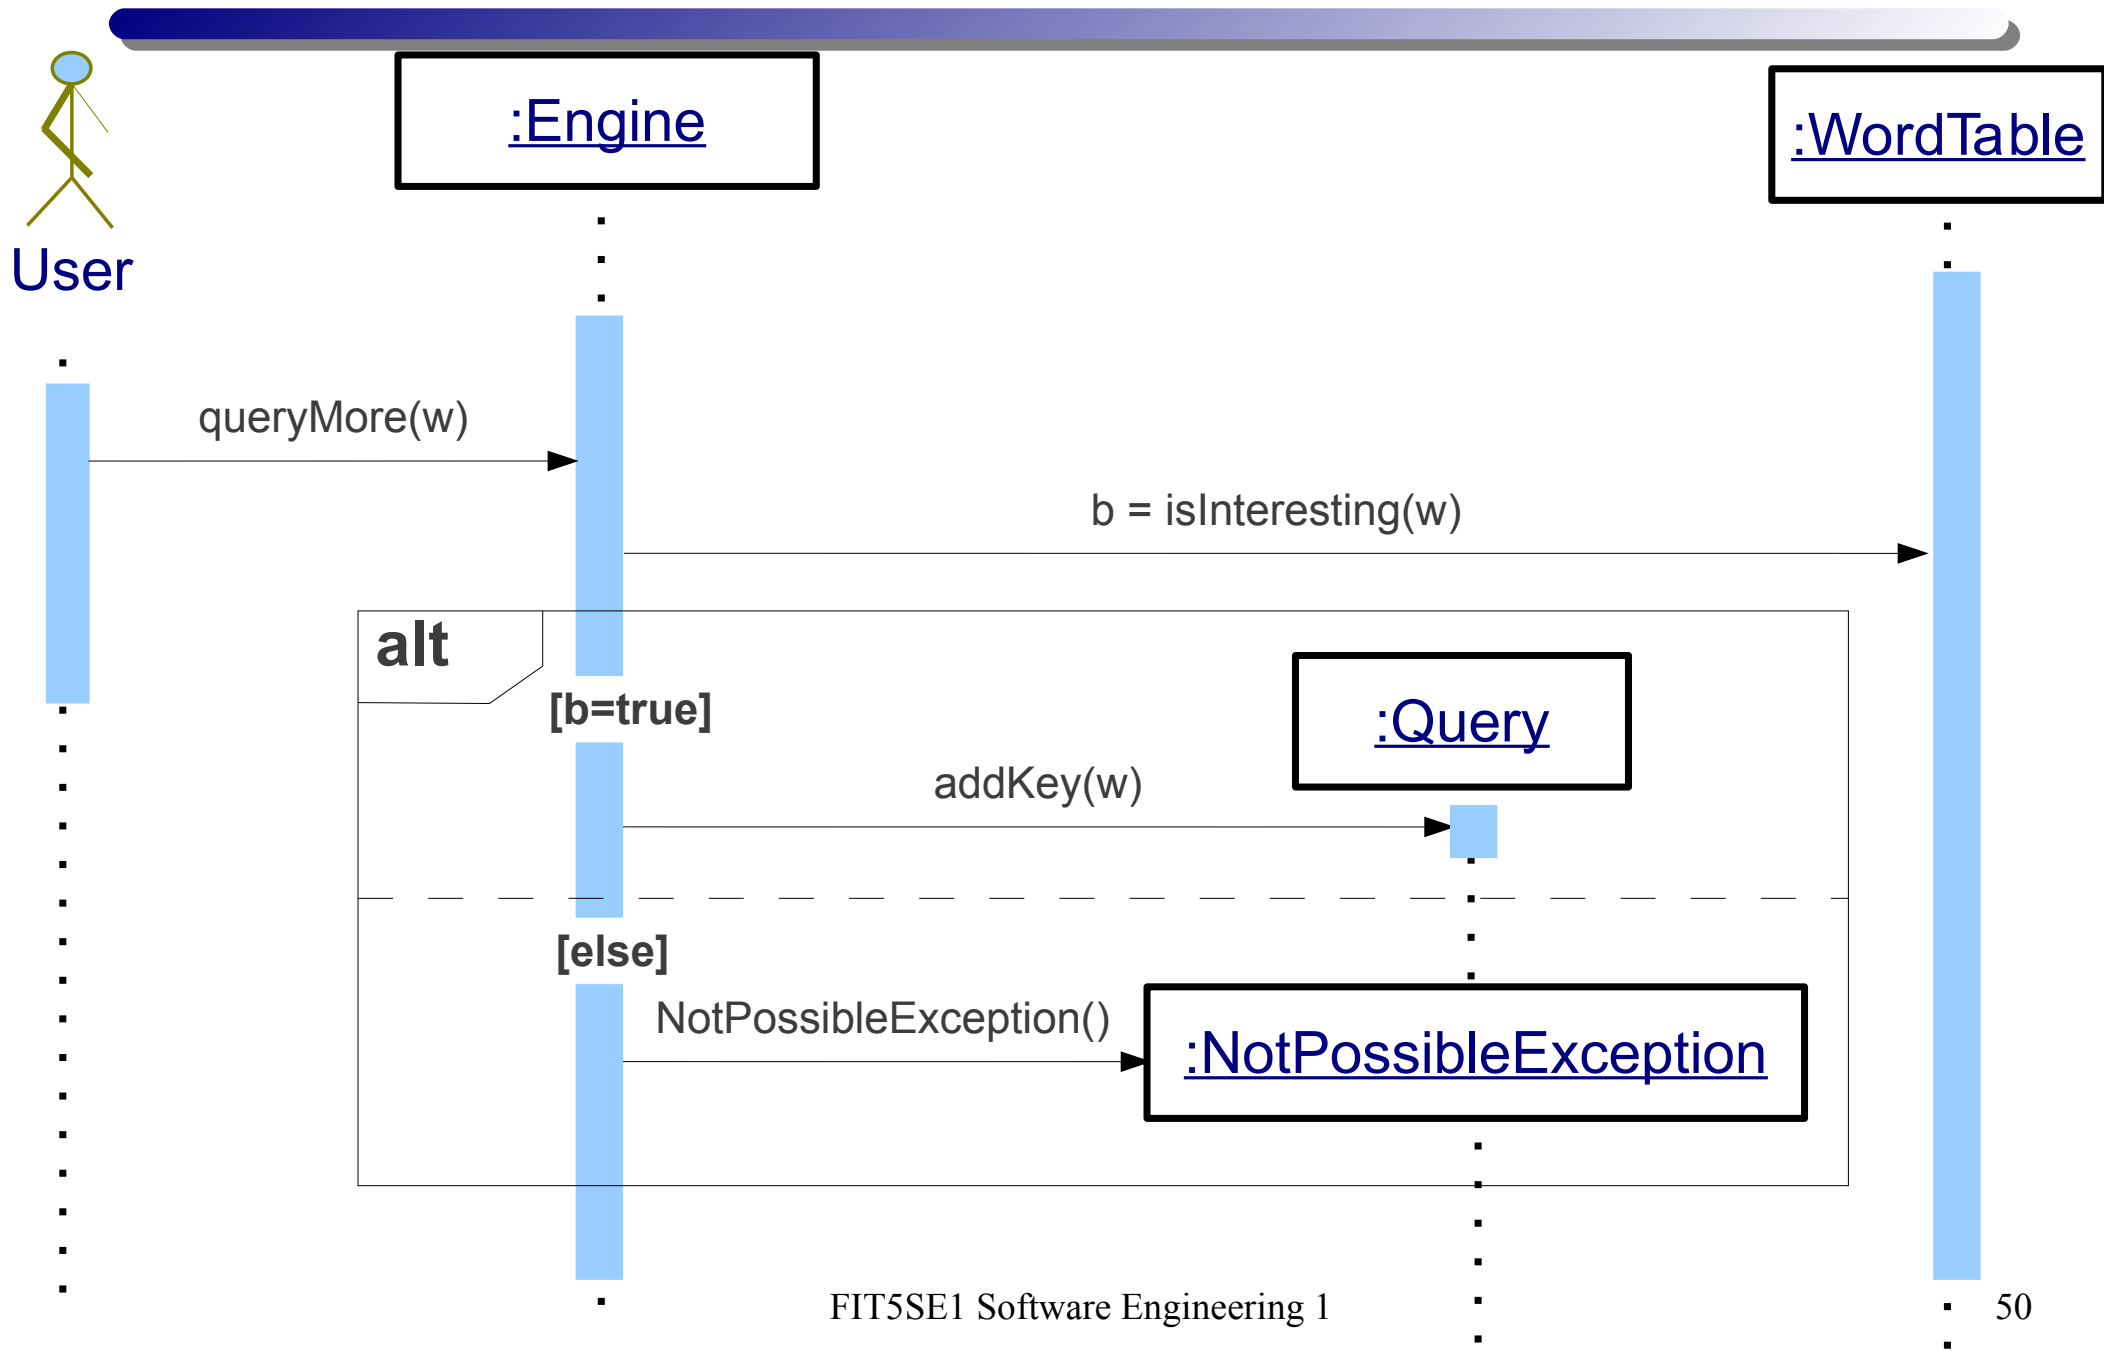 :Engine
:WordTable
User
queryMore(w)
b = isInteresting(w)
alt
[b=true]
:Query
addKey(w)
[else]
NotPossibleException()
:NotPossibleException
FIT5SE1 Software Engineering 1
50